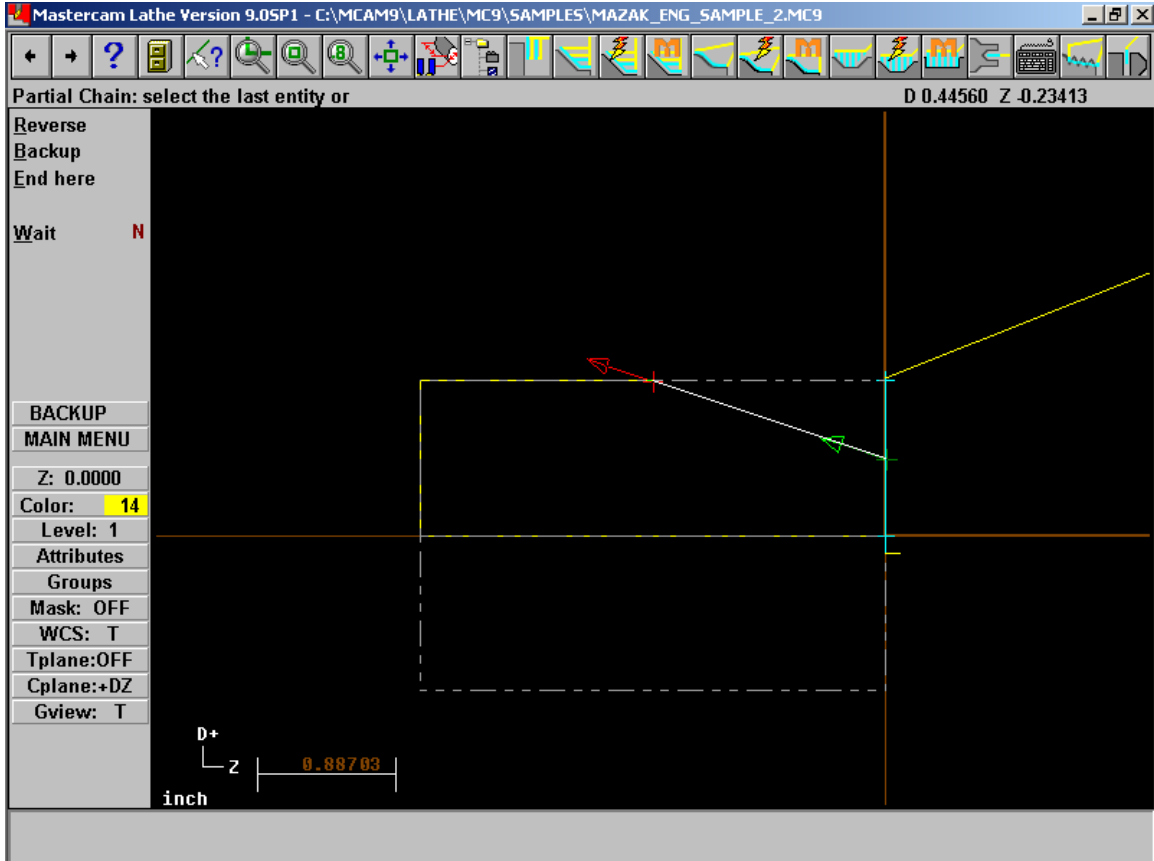 Mastercam Lathe Version 9.0SP1 - C:\MCAM9\LATHE\MC9\SAMPLES\MAZAK_ENG_SAMPLE_2.MC9
?
?
8
M
M
M
Partial Chain: select the last entity or
D 0.44560 Z -0.23413
Reverse
Backup
End here
Wait N
BACKUP
MAIN MENU
Z: 0.0000
Color: 14
Level: 1
Attributes
Groups
Mask: OFF
WCS: T
Tplane:OFF
Cplane:+DZ
Gview: T
D+
Z
0.88703
inch